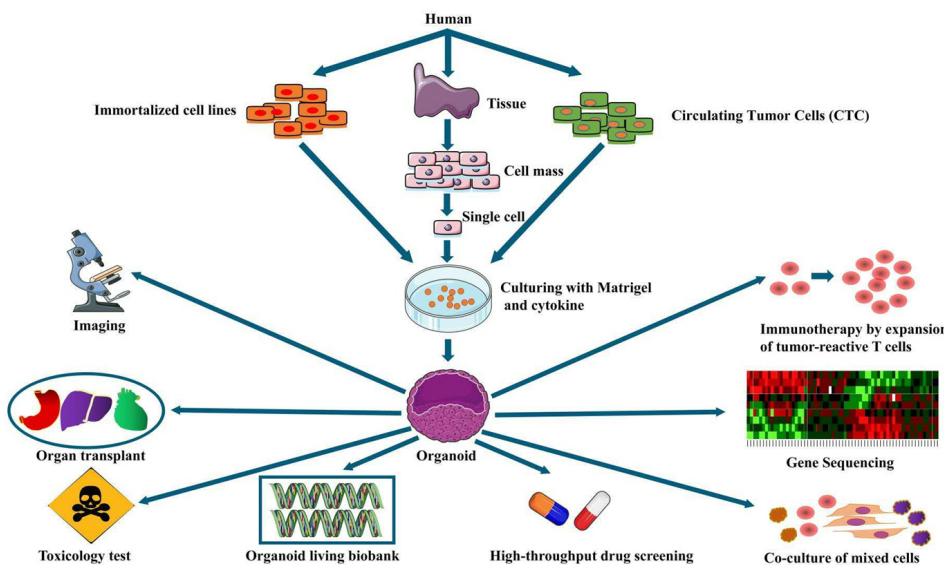 Human
Immortalized cell lines
Tissue
Circulating Tumor Cells (CTC)
Cell mass
Single cell
Culturing with Matrigel
and cytokine
Imaging
Immunotherapy by expansion
of tumor-reactive T cells
Organ transplant
Organoid
Gene Sequencing
Toxicology test
Organoid living biobank
High-throughput drug screening
Co-culture of mixed cells